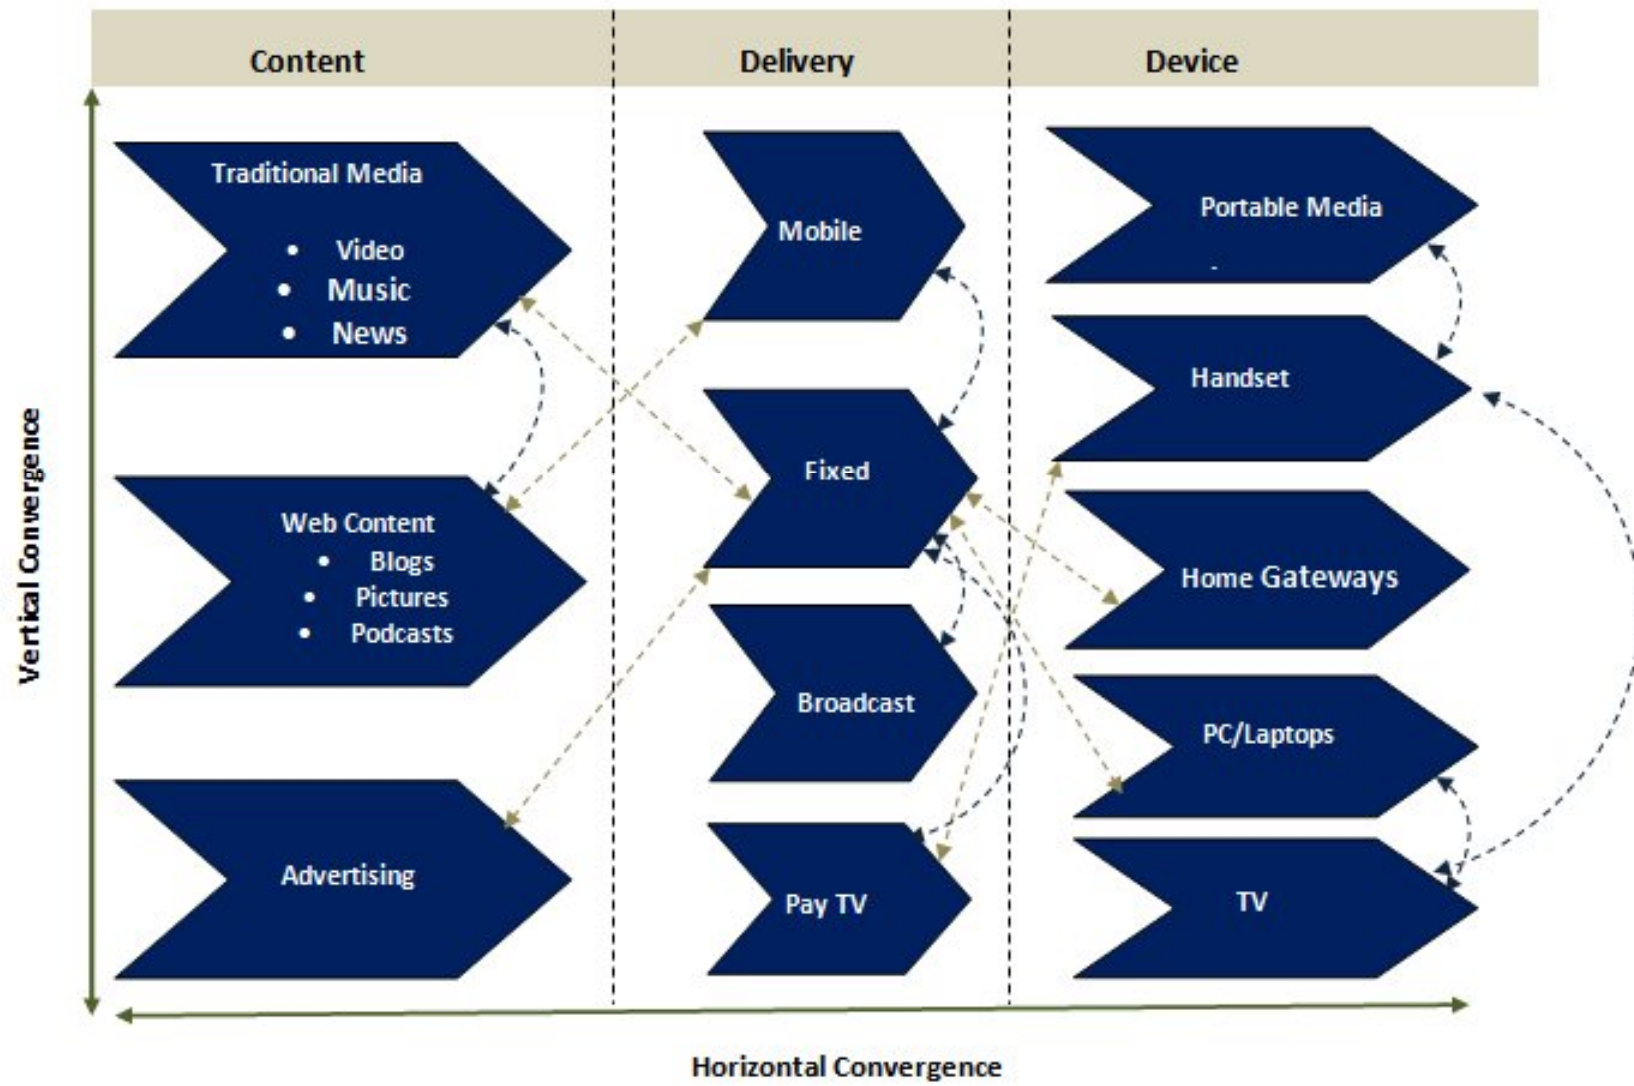 Content
Delivery
Device
Traditional Media
• Video
• Music
• News
Web Content
• Blogs
• Pictures
• Podcasts
Advertising
Mobile
Fixed
Broadcast
Pay TV
Portable Media
-
Handset
Home Gateways
PC/Laptops
TV
Vertical Convergence
Horizontal Convergence